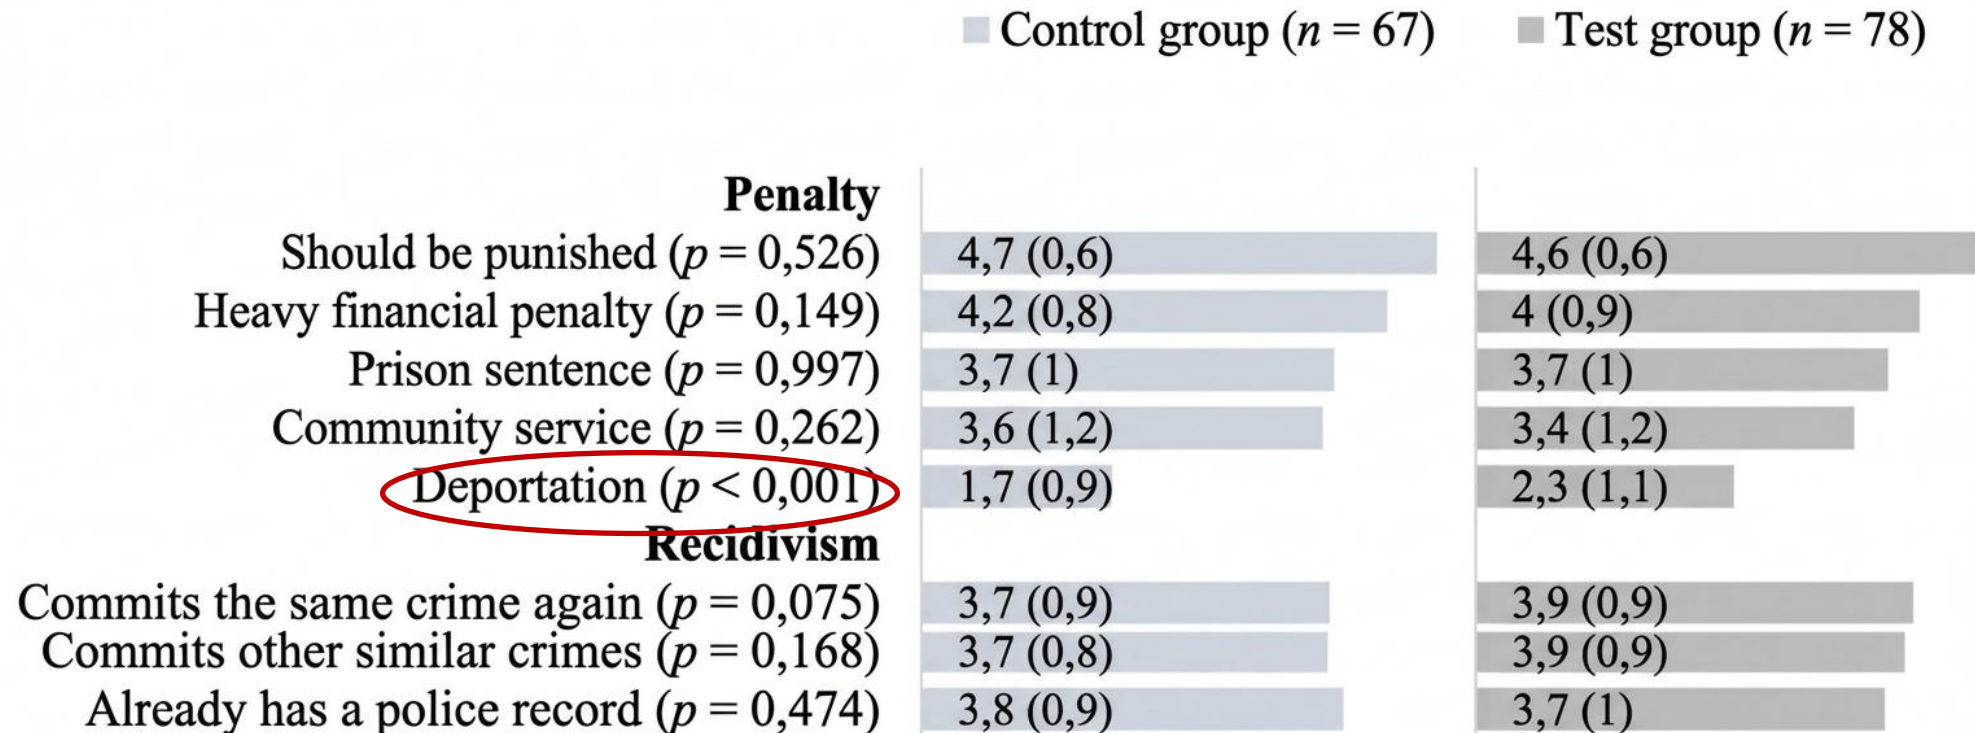 Control group (n = 67) Test group (n = 78)
Penalty
Should be punished (p = 0,526) 4,7 (0,6) 4,6 (0,6)
Heavy financial penalty (p = 0,149) 4,2 (0,8) 4 (0,9)
Prison sentence (p = 0,997) 3,7 (1) 3,7 (1)
Community service (p = 0,262) 3,6 (1,2) 3,4 (1,2)
Deportation (p < 0,001) 1,7 (0,9) 2,3 (1,1)
Recidivism
Commits the same crime again (p = 0,075) 3,7 (0,9) 3,9 (0,9)
Commits other similar crimes (p = 0,168) 3,7 (0,8) 3,9 (0,9)
Already has a police record (p = 0,474) 3,8 (0,9) 3,7 (1)